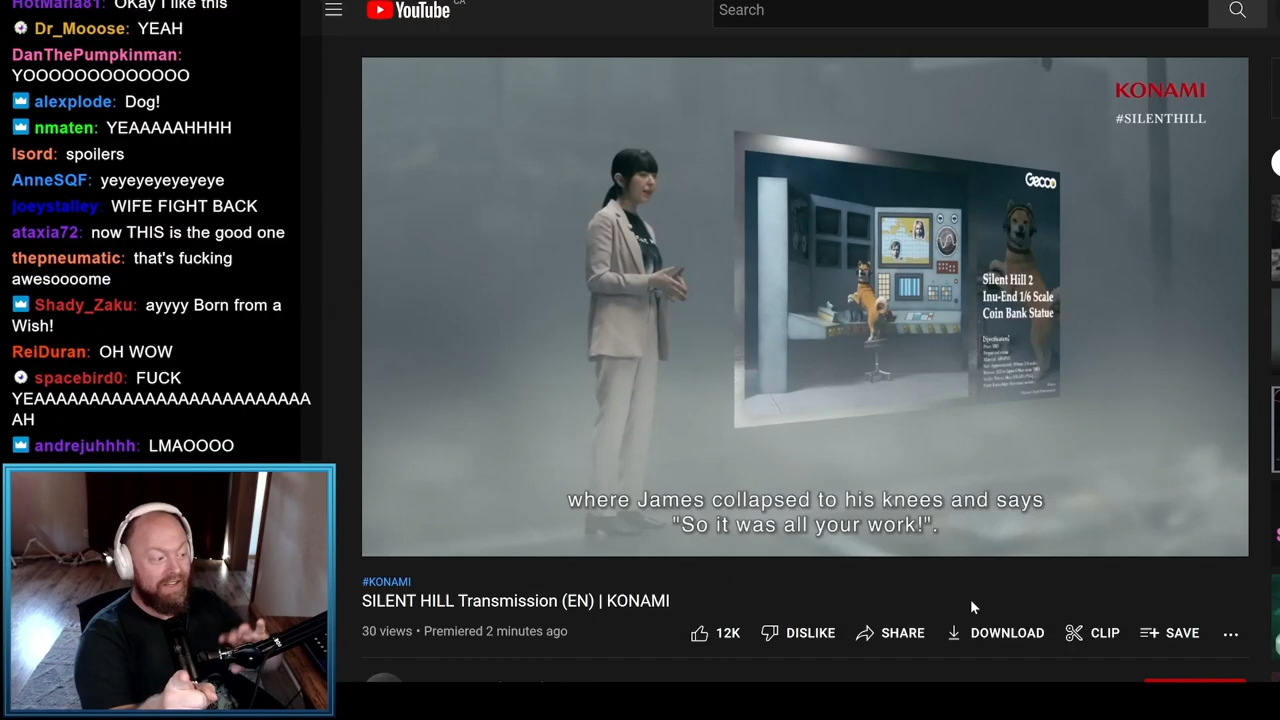 HotMafia81: OKay I like this
Dr_Mooose: YEAH
DanThePumpkinman:
YOOOOOOOOOOOOO
alexplode: Dog!
nmaten: YEAAAAAHHHH
lsord: spoilers
AnneSQF: yeyeyeyeyeyeye
joeystalley: WIFE FIGHT BACK
ataxia72: now THIS is the good one
thepneumatic: that's fucking
awesoooome
Shady_Zaku: ayyyy Born from a
Wish!
ReiDuran: OH WOW
spacebird0: FUCK
YEAAAAAAAAAAAAAAAAAAAAAAAAA
AH
andrejuhhhh: LMAOOOO
YouTube CA
Search
KONAMI
#SILENTHILL
Gecco
Silent Hill 2
Inu-End 1/6 Scale
Coin Bank Statue
where James collapsed to his knees and says
"So it was all your work!".
#KONAMI
SILENT HILL Transmission (EN) | KONAMI
30 views • Premiered 2 minutes ago
12K
DISLIKE
SHARE
DOWNLOAD
CLIP
SAVE